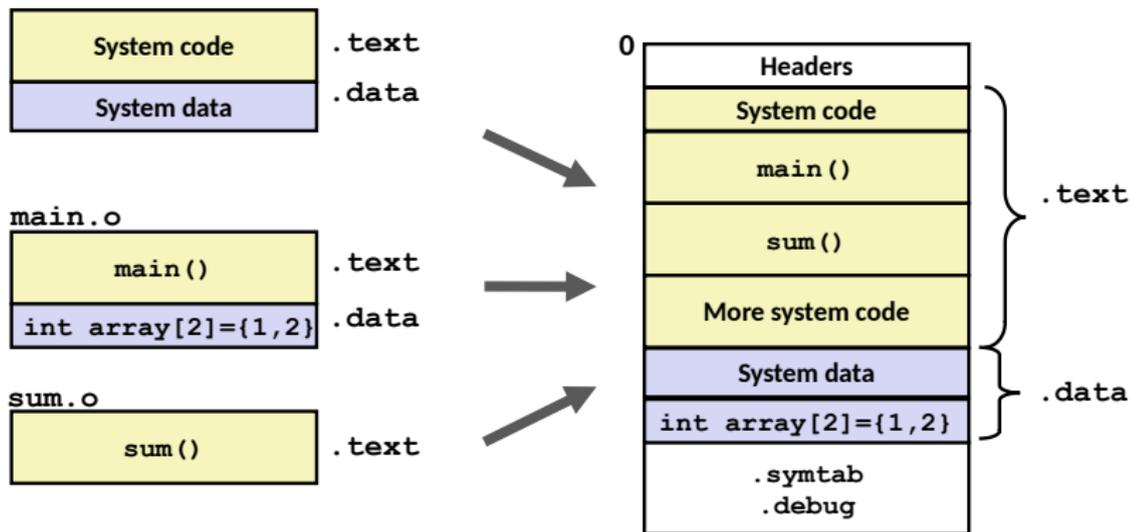 System code
.text
System data
.data
main.o
main()
.text
int array[2]={1,2}
.data
sum.o
sum()
.text
0
Headers
System code
main()
sum()
More system code
.text
System data
int array[2]={1,2}
.data
.symtab
.debug